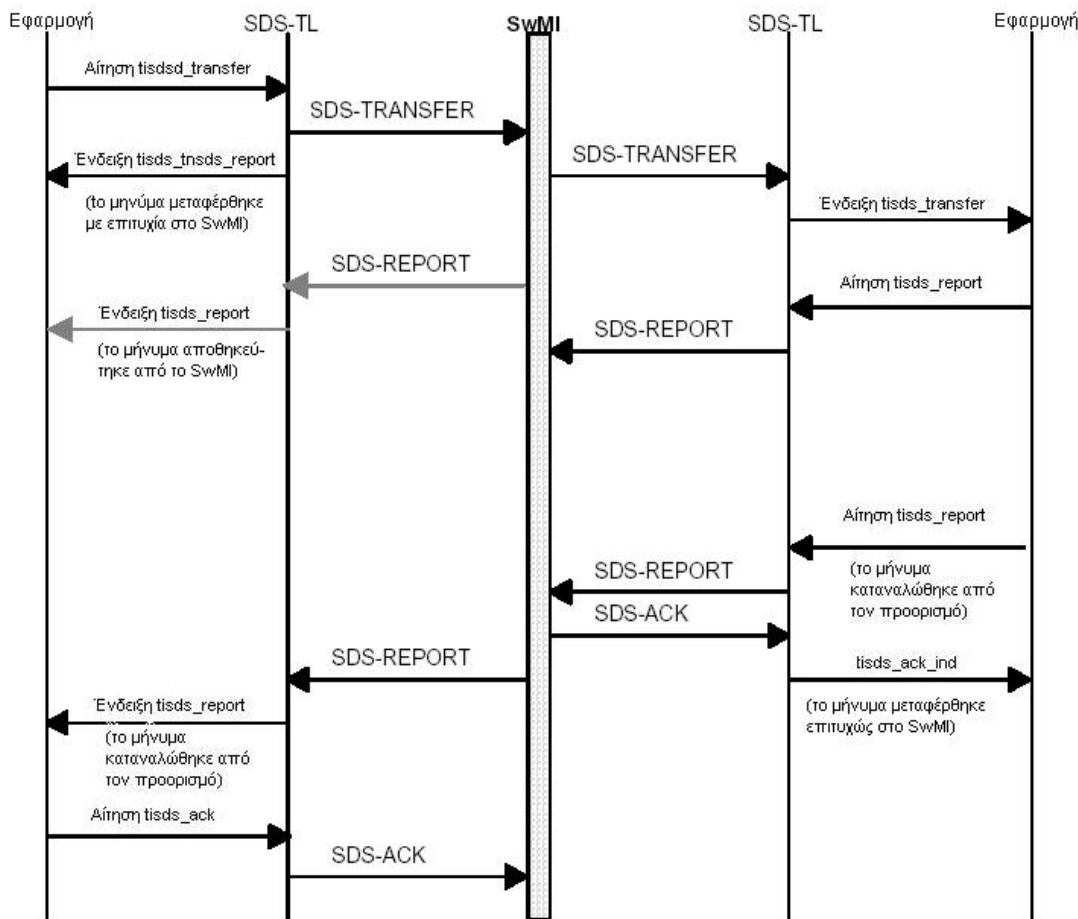 Εφαρμογή SDS-TL SwMI SDS-TL Εφαρμογή
Αίτηση tisdsd_transfer
SDS-TRANSFER
Ένδειξη tisds_tnsds_report
SDS-TRANSFER
(το μηνύμα μεταφέρθηκε
με επιτυχία στο SwMI)
Ένδειξη tisds_transfer
SDS-REPORT
Αίτηση tisds_report
Ένδειξη tisds_report
SDS-REPORT
(το μήνυμα αποθηκεύ-
τηκε από το SwMI)
Αίτηση tisds_report
SDS-REPORT
(το μήνυμα
καταναλώθηκε από
τον προορισμό)
SDS-ACK
SDS-REPORT
tisds_ack_ind
Ένδειξη tisds_report
(το μήνυμα μεταφέρθηκε
επιτυχώς στο SwMI)
(το μήνυμα
καταναλώθηκε από
τον προορισμό)
Αίτηση tisds_ack
SDS-ACK